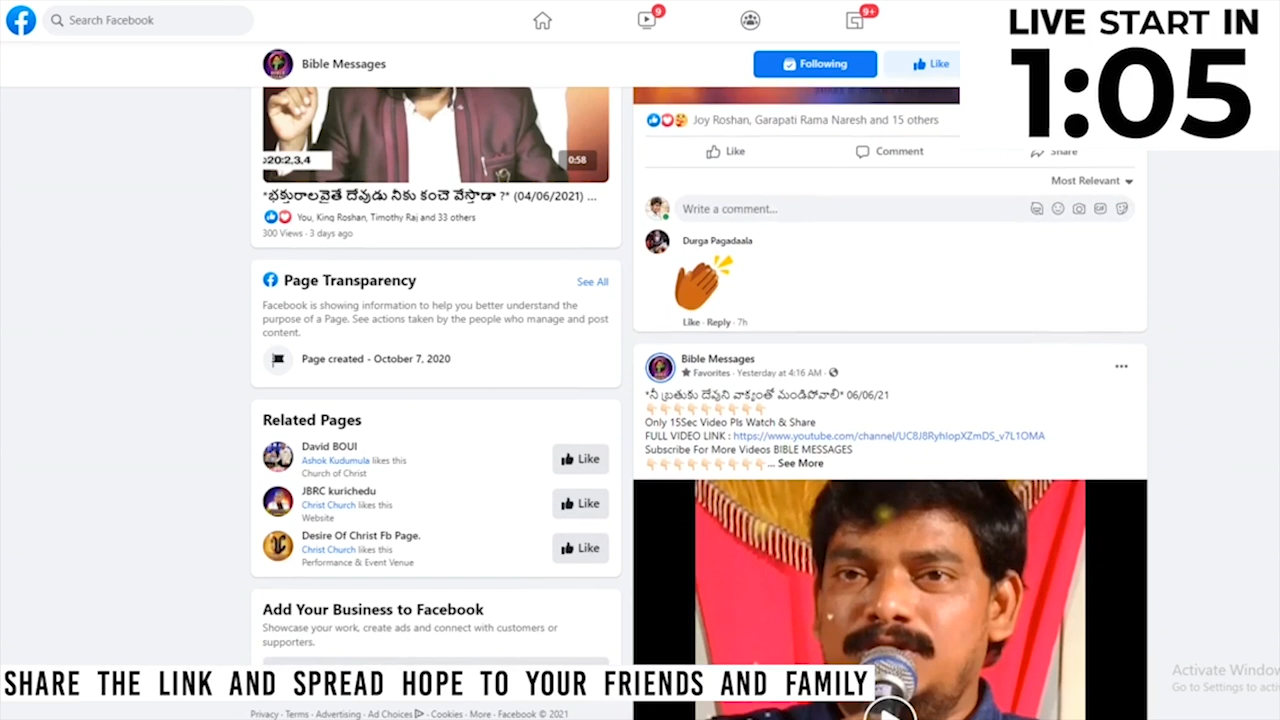 Search Facebook
9
9+
LIVE START IN
1:05
Bible Messages
Following
Like
020:2,3,4
0:58
*భక్తురాలవైతే దేవుడు నీకు కంచె వేస్తాడా ?* (04/06/2021) ...
You, King Roshan, Timothy Raj and 33 others
300 Views · 3 days ago
Page Transparency
See All
Facebook is showing information to help you better understand the
purpose of a Page. See actions taken by the people who manage and post
content.
Page created - October 7, 2020
Related Pages
David BOUI
Ashok Kudumula likes this
Church of Christ
Like
JBRC kurichedu
Christ Church likes this
Website
Like
Desire Of Christ Fb Page.
Christ Church likes this
Performance & Event Venue
Like
Add Your Business to Facebook
Showcase your work, create ads and connect with customers or
supporters.
Joy Roshan, Garapati Rama Naresh and 15 others
Like
Comment
Share
Most Relevant
Write a comment...
GIF
Durga Pagadaala
Like · Reply · 7h
Bible Messages
Favorites · Yesterday at 4:16 AM ·
*నీ బ్రతుకు దేవుని వాక్యంతో మండిపోవాలి* 06/06/21
Only 15Sec Video Pls Watch & Share
FULL VIDEO LINK : https://www.youtube.com/channel/UC8J8RyhIopXZmDS_v7L1OMA
Subscribe For More Videos BIBLE MESSAGES
... See More
SHARE THE LINK AND SPREAD HOPE TO YOUR FRIENDS AND FAMILY
Activate Window
Go to Settings to acti
Privacy · Terms · Advertising · Ad Choices · Cookies · More · Facebook © 2021